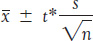 x̄ ± t* s/√n